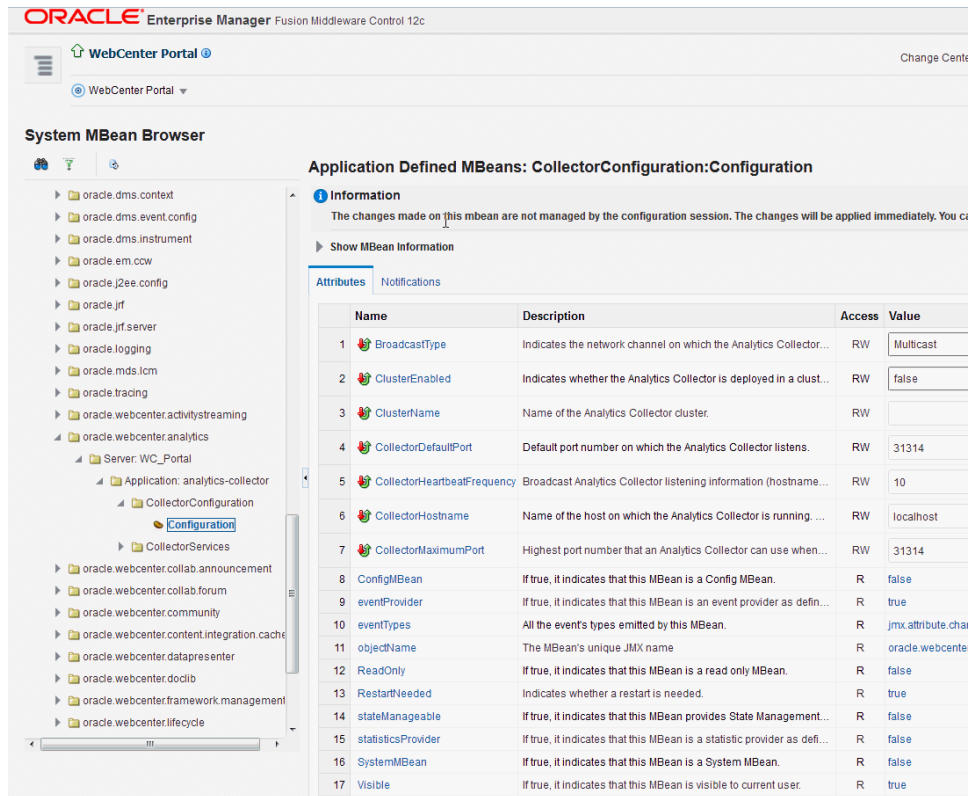 ORACLE Enterprise Manager Fusion Middleware Control 12c
WebCenter Portal
Change Cente
WebCenter Portal
System MBean Browser
oracle.dms.context
oracle.dms.event.config
oracle.dms.instrument
oracle.em.ccw
oracle.j2ee.config
oracle.jrf
oracle.jrf.server
oracle.logging
oracle.mds.lcm
oracle.tracing
oracle.webcenter.activitystreaming
oracle.webcenter.analytics
Server: WC_Portal
Application: analytics-collector
CollectorConfiguration
Configuration
CollectorServices
oracle.webcenter.collab.announcement
oracle.webcenter.collab.forum
oracle.webcenter.community
oracle.webcenter.content.integration.cache
oracle.webcenter.datapresenter
oracle.webcenter.doclib
oracle.webcenter.framework.management
oracle.webcenter.lifecycle
Application Defined MBeans: CollectorConfiguration:Configuration
Information
The changes made on this mbean are not managed by the configuration session. The changes will be applied immediately. You ca
Show MBean Information
Attributes Notifications
Name Description Access Value
1 BroadcastType Indicates the network channel on which the Analytics Collector... RW Multicast
2 ClusterEnabled Indicates whether the Analytics Collector is deployed in a clust... RW false
3 ClusterName Name of the Analytics Collector cluster. RW
4 CollectorDefaultPort Default port number on which the Analytics Collector listens. RW 31314
5 CollectorHeartbeatFrequency Broadcast Analytics Collector listening information (hostname... RW 10
6 CollectorHostname Name of the host on which the Analytics Collector is running. ... RW localhost
7 CollectorMaximumPort Highest port number that an Analytics Collector can use when... RW 31314
8 ConfigMBean If true, it indicates that this MBean is a Config MBean. R false
9 eventProvider If true, it indicates that this MBean is an event provider as defin... R true
10 eventTypes All the event's types emitted by this MBean. R jmx.attribute.char
11 objectName The MBean's unique JMX name R oracle.webcenter
12 ReadOnly If true, it indicates that this MBean is a read only MBean. R false
13 RestartNeeded Indicates whether a restart is needed. R true
14 stateManageable If true, it indicates that this MBean provides State Management... R false
15 statisticsProvider If true, it indicates that this MBean is a statistic provider as defi... R false
16 SystemMBean If true, it indicates that this MBean is a System MBean. R false
17 Visible If true, it indicates that this MBean is visible to current user. R true